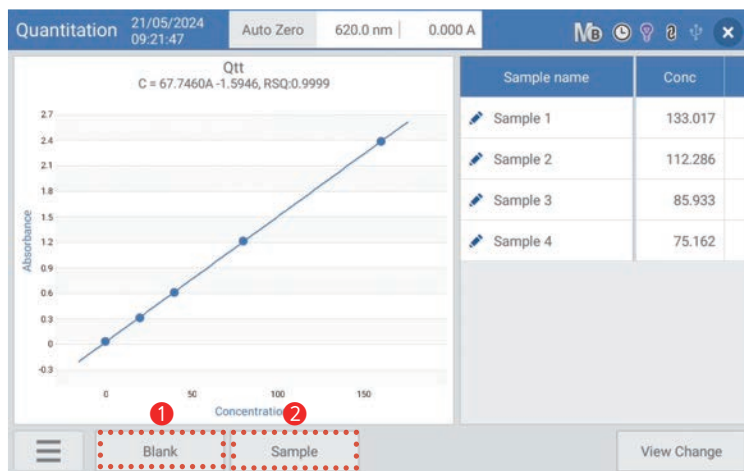 Quantitation 21/05/2024 09:21:47 Auto Zero 620.0 nm 0.000 A
Qtt
C = 67.7460A -1.5946, RSQ:0.9999
2.7
2.4
2.1
1.8
1.5
1.2
0.9
0.6
0.3
0
-0.3
Absorbance
0 50 100 150
Concentratio
Sample name Conc
Sample 1 133.017
Sample 2 112.286
Sample 3 85.933
Sample 4 75.162
1 2
Blank Sample View Change